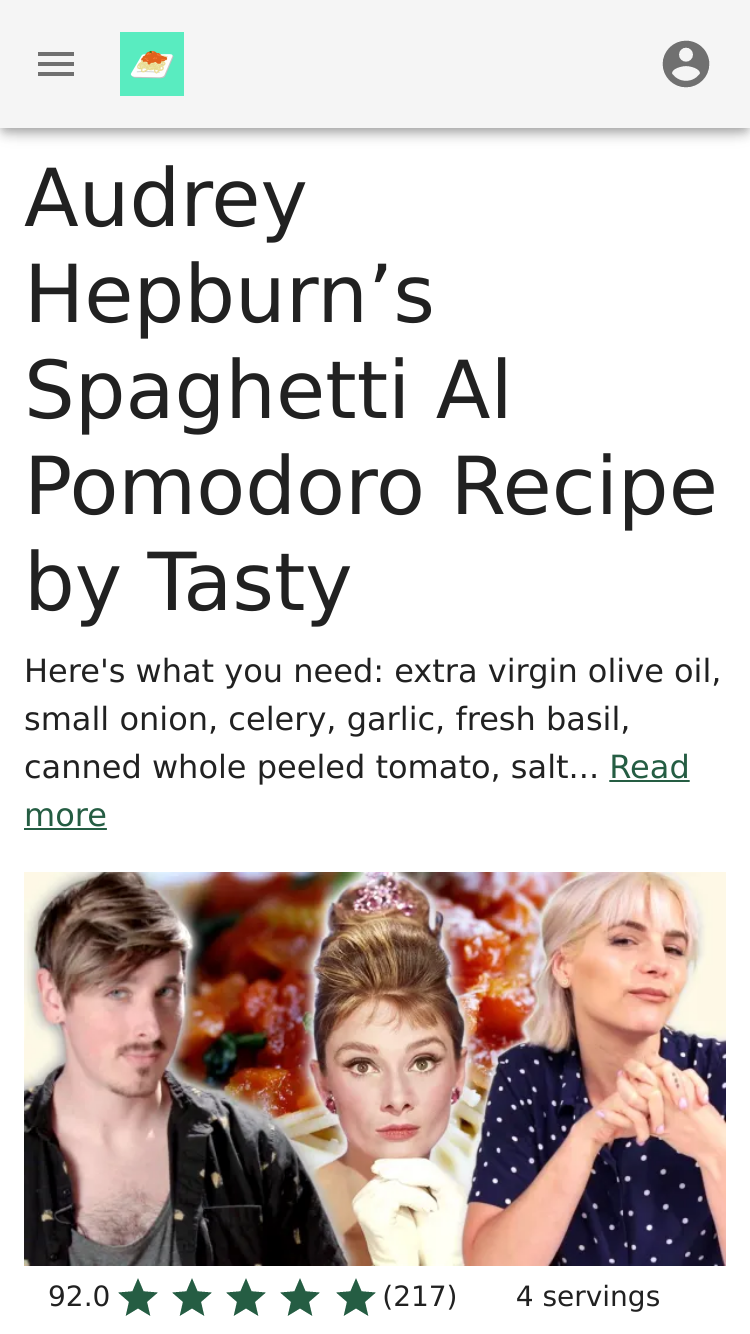 Audrey
Hepburn’s
Spaghetti Al
Pomodoro Recipe
by Tasty
Here's what you need: extra virgin olive oil,
small onion, celery, garlic, fresh basil,
canned whole peeled tomato, salt... Read
more
92.0 (217) 4 servings